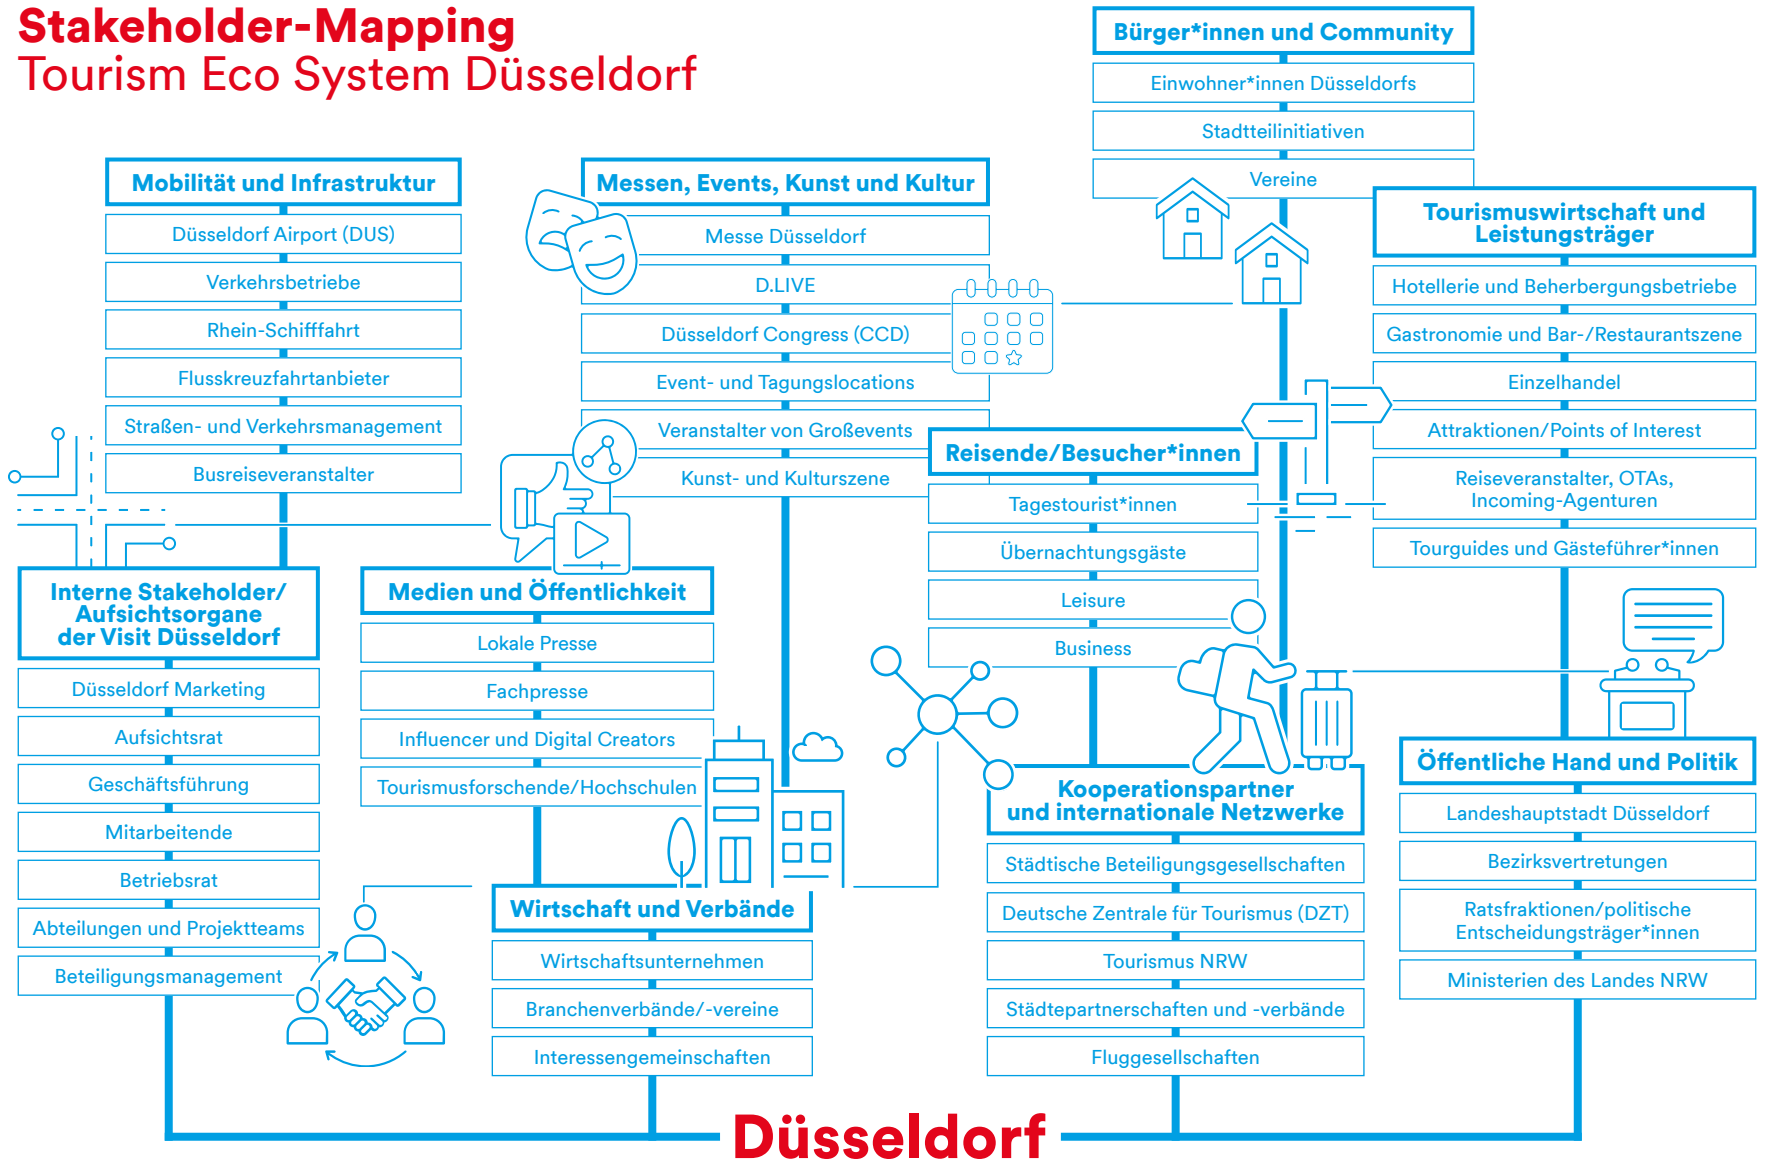 Stakeholder-Mapping
Tourism Eco System Düsseldorf
Bürger*innen und Community
Einwohner*innen Düsseldorfs
Stadtteilinitiativen
Vereine
Mobilität und Infrastruktur
Düsseldorf Airport (DUS)
Verkehrsbetriebe
Rhein-Schifffahrt
Flusskreuzfahrtanbieter
Straßen- und Verkehrsmanagement
Busreiseveranstalter
Messen, Events, Kunst und Kultur
Messe Düsseldorf
D.LIVE
Düsseldorf Congress (CCD)
Event- und Tagungslocations
Veranstalter von Großevents
Kunst- und Kulturszene
Tourismuswirtschaft und
Leistungsträger
Hotellerie und Beherbergungsbetriebe
Gastronomie und Bar-/Restaurantszene
Einzelhandel
Attraktionen/Points of Interest
Reiseveranstalter, OTAs,
Incoming-Agenturen
Tourguides und Gästeführer*innen
Reisende/Besucher*innen
Tagestourist*innen
Übernachtungsgäste
Leisure
Business
Interne Stakeholder/
Aufsichtsorgane
der Visit Düsseldorf
Düsseldorf Marketing
Aufsichtsrat
Geschäftsführung
Mitarbeitende
Betriebsrat
Abteilungen und Projektteams
Beteiligungsmanagement
Medien und Öffentlichkeit
Lokale Presse
Fachpresse
Influencer und Digital Creators
Tourismusforschende/Hochschulen
Wirtschaft und Verbände
Wirtschaftsunternehmen
Branchenverbände/-vereine
Interessengemeinschaften
Kooperationspartner
und internationale Netzwerke
Städtische Beteiligungsgesellschaften
Deutsche Zentrale für Tourismus (DZT)
Tourismus NRW
Städtepartnerschaften und -verbände
Fluggesellschaften
Öffentliche Hand und Politik
Landeshauptstadt Düsseldorf
Bezirksvertretungen
Ratsfraktionen/politische
Entscheidungsträger*innen
Ministerien des Landes NRW
Düsseldorf